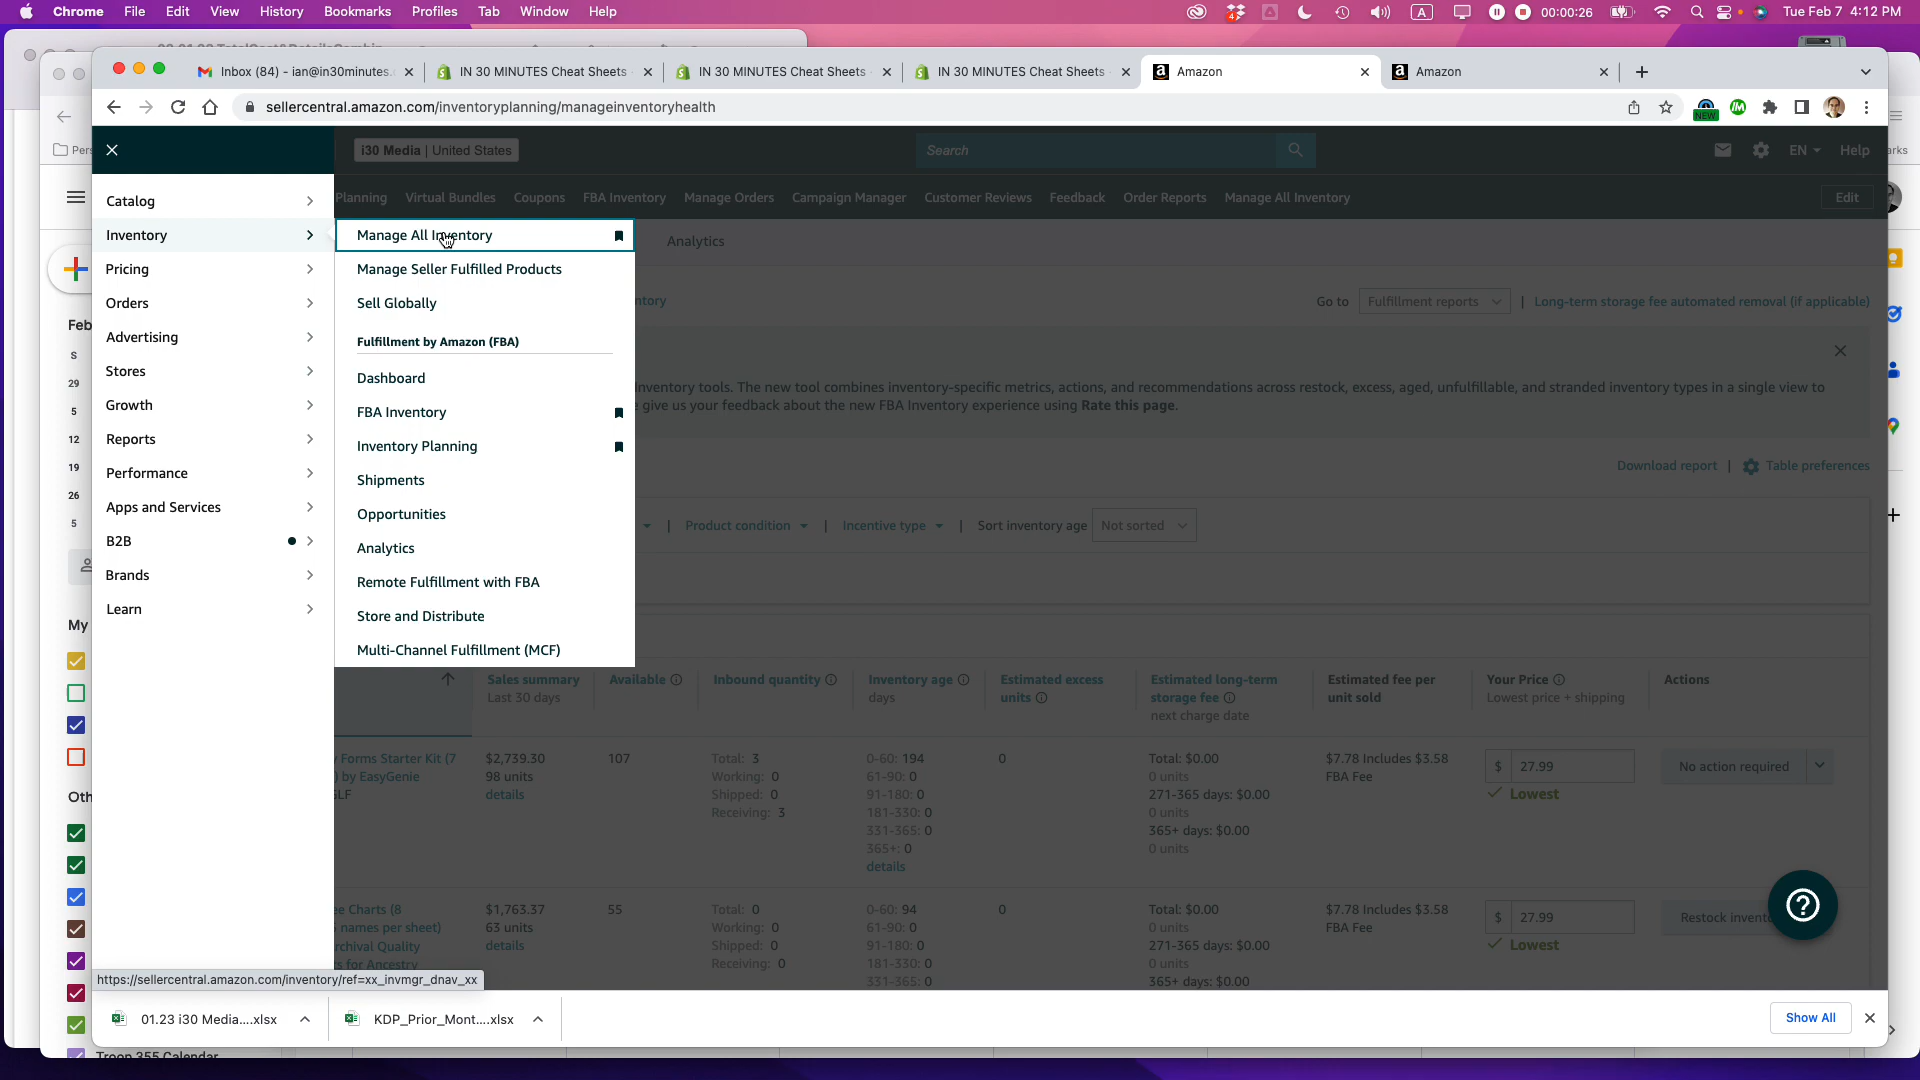 Chrome File Edit View History Bookmarks Profiles Tab Window Help
4
A
00:00:26
Tue Feb 7 4:12 PM
Inbox (84) - ian@in30minutes.
IN 30 MINUTES Cheat Sheets
IN 30 MINUTES Cheat Sheets
IN 30 MINUTES Cheat Sheets
Amazon
Amazon
sellercentral.amazon.com/inventoryplanning/manageinventoryhealth
NEW
i30 Media | United States
Search
EN
Help
Planning Virtual Bundles Coupons FBA Inventory Manage Orders Campaign Manager Customer Reviews Feedback Order Reports Manage All Inventory
Edit
Catalog
Inventory
Pricing
Orders
Advertising
Stores
Growth
Reports
Performance
Apps and Services
B2B
Brands
Learn
Manage All Inventory
Manage Seller Fulfilled Products
Sell Globally
Fulfillment by Amazon (FBA)
Dashboard
FBA Inventory
Inventory Planning
Shipments
Opportunities
Analytics
Remote Fulfillment with FBA
Store and Distribute
Multi-Channel Fulfillment (MCF)
Analytics
Go to Fulfillment reports | Long-term storage fee automated removal (if applicable)
inventory tools. The new tool combines inventory-specific metrics, actions, and recommendations across restock, excess, aged, unfulfillable, and stranded inventory types in a single view to
give us your feedback about the new FBA Inventory experience using Rate this page.
Download report | Table preferences
| Product condition | Incentive type | Sort inventory age Not sorted
Sales summary
Last 30 days
Available
Inbound quantity
Inventory age
days
Estimated excess
units
Estimated long-term
storage fee
next charge date
Estimated fee per
unit sold
Your Price
Lowest price + shipping
Actions
Forms Starter Kit (7
) by EasyGenie
$2,739.30
98 units
details
107
Total: 3
Working: 0
Shipped: 0
Receiving: 3
0-60: 194
61-90: 0
91-180: 0
181-330: 0
331-365: 0
365+: 0
details
0
Total: $0.00
0 units
271-365 days: $0.00
0 units
365+ days: $0.00
0 units
$7.78 Includes $3.58
FBA Fee
$ 27.99
Lowest
No action required
Charts (8
names per sheet)
for Ancestry
$1,763.37
63 units
details
55
Total: 0
Working: 0
Shipped: 0
Receiving: 0
0-60: 94
61-90: 0
91-180: 0
181-330: 0
331-365: 0
0
Total: $0.00
0 units
271-365 days: $0.00
0 units
365+ days: $0.00
$7.78 Includes $3.58
FBA Fee
$ 27.99
Lowest
Restock
https://sellercentral.amazon.com/inventory/ref=xx_invmgr_dnav_xx
01.23 i30 Media....xlsx
KDP_Prior_Mont....xlsx
Show All
Feb
S
29
5
12
19
26
5
My
Troop 355 Calendar